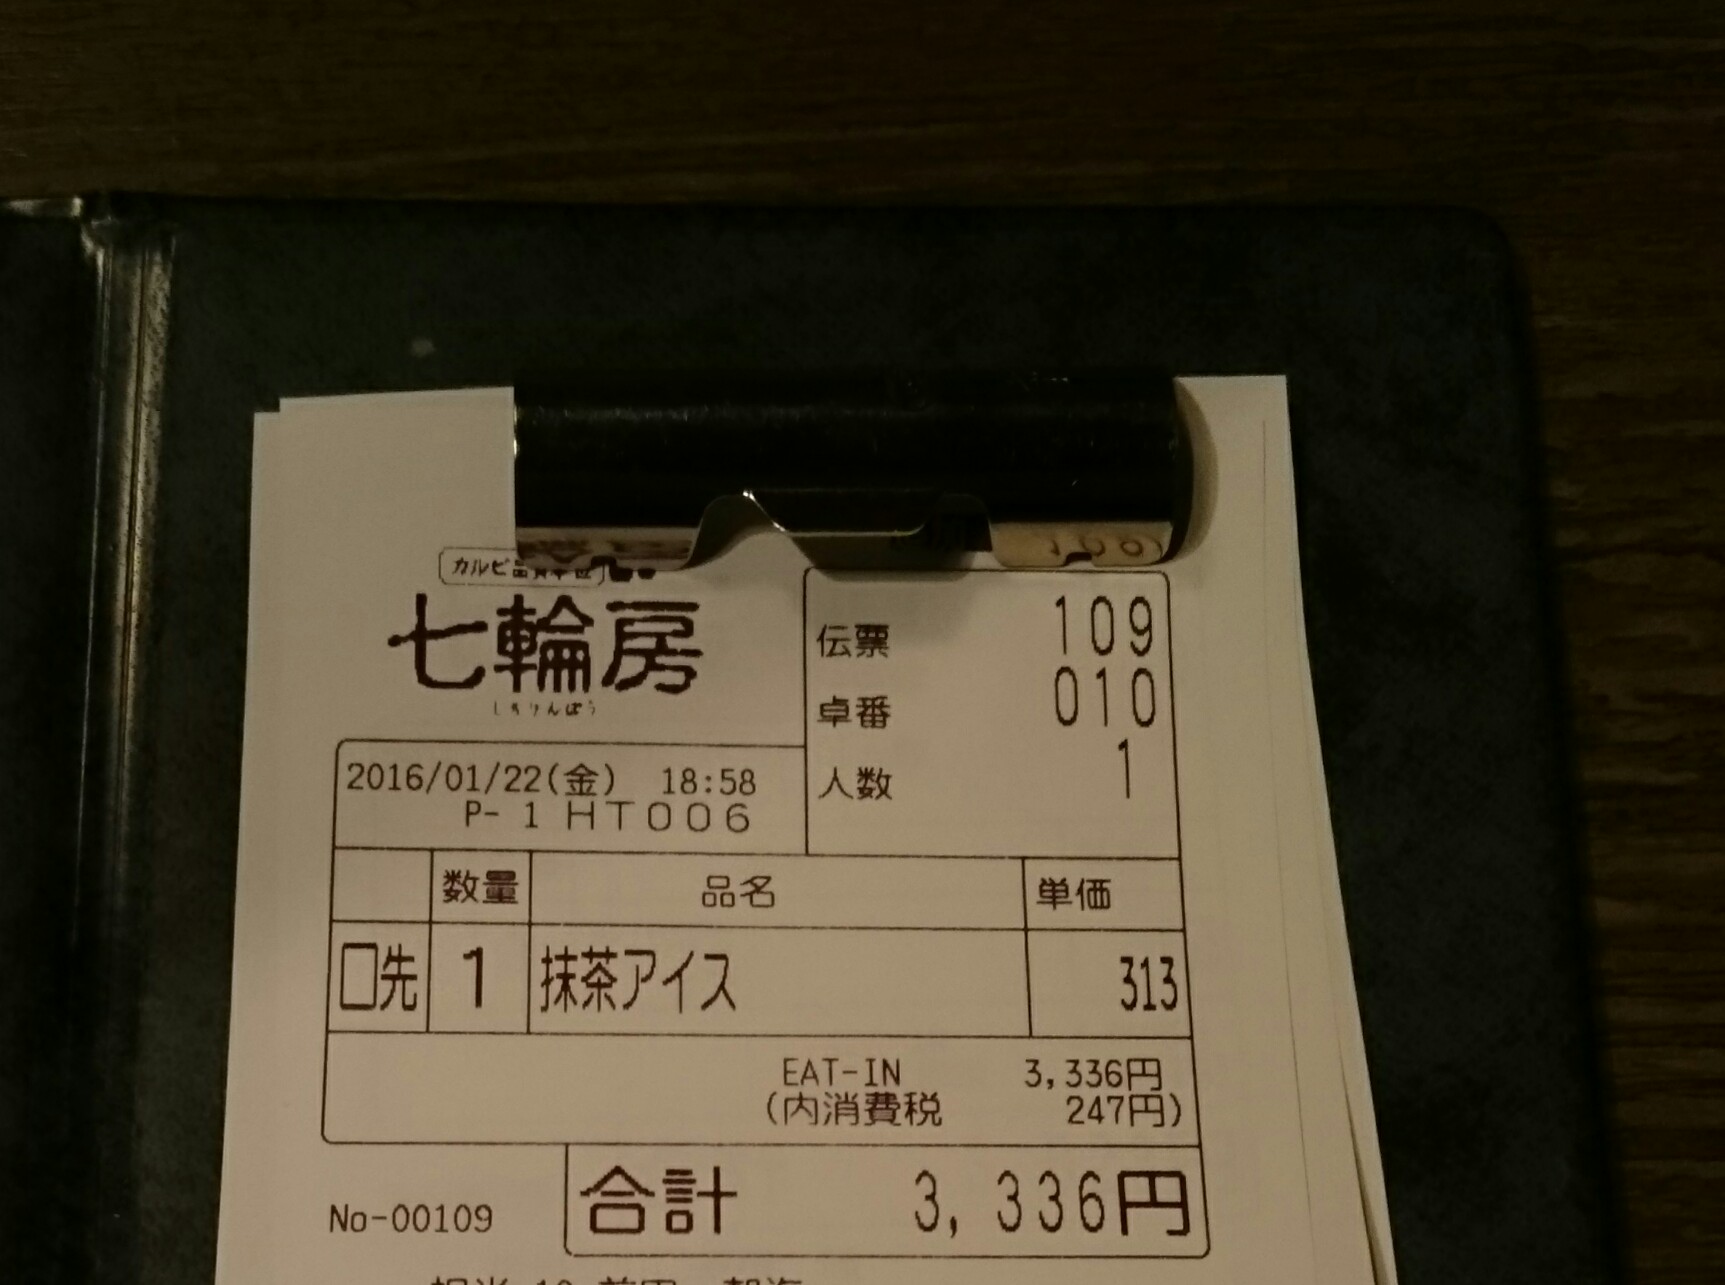 カルビ
七輪房
しちりんぼう
伝票 109
卓番 010
人数 1
2016/01/22(金) 18:58
P- 1 HT006
数量 品名 単価
□先 1 抹茶アイス 313
EAT-IN 3,336円
(内消費税 247円)
合計 3,336円
No-00109